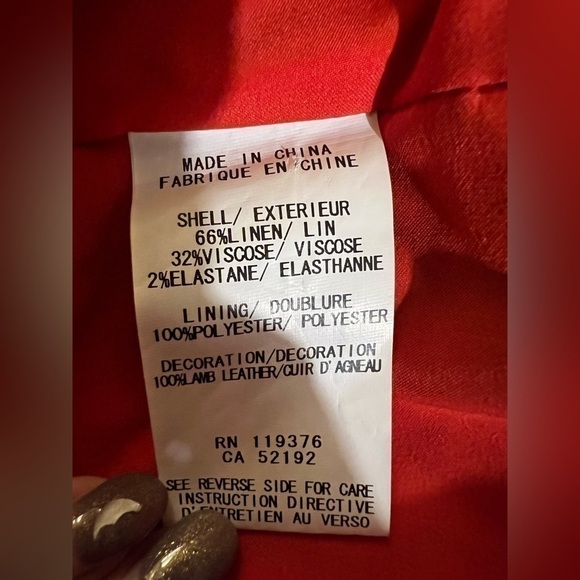 MADE IN CHINA
FABRIQUE EN CHINE
SHELL/ EXTERIEUR
66%LINEN/ LIN
32%VISCOSE/ VISCOSE
2%ELASTANE/ ELASTHANNE
LINING/ DOUBLURE
100%POLYESTER/ POLYESTER
DECORATION/DECORATION
100%LAMB LEATHER/CUIR D'AGNEAU
RN 119376
CA 52192
SEE REVERSE SIDE FOR CARE
INSTRUCTION DIRECTIVE
D'ENTRETIEN AU VERSO